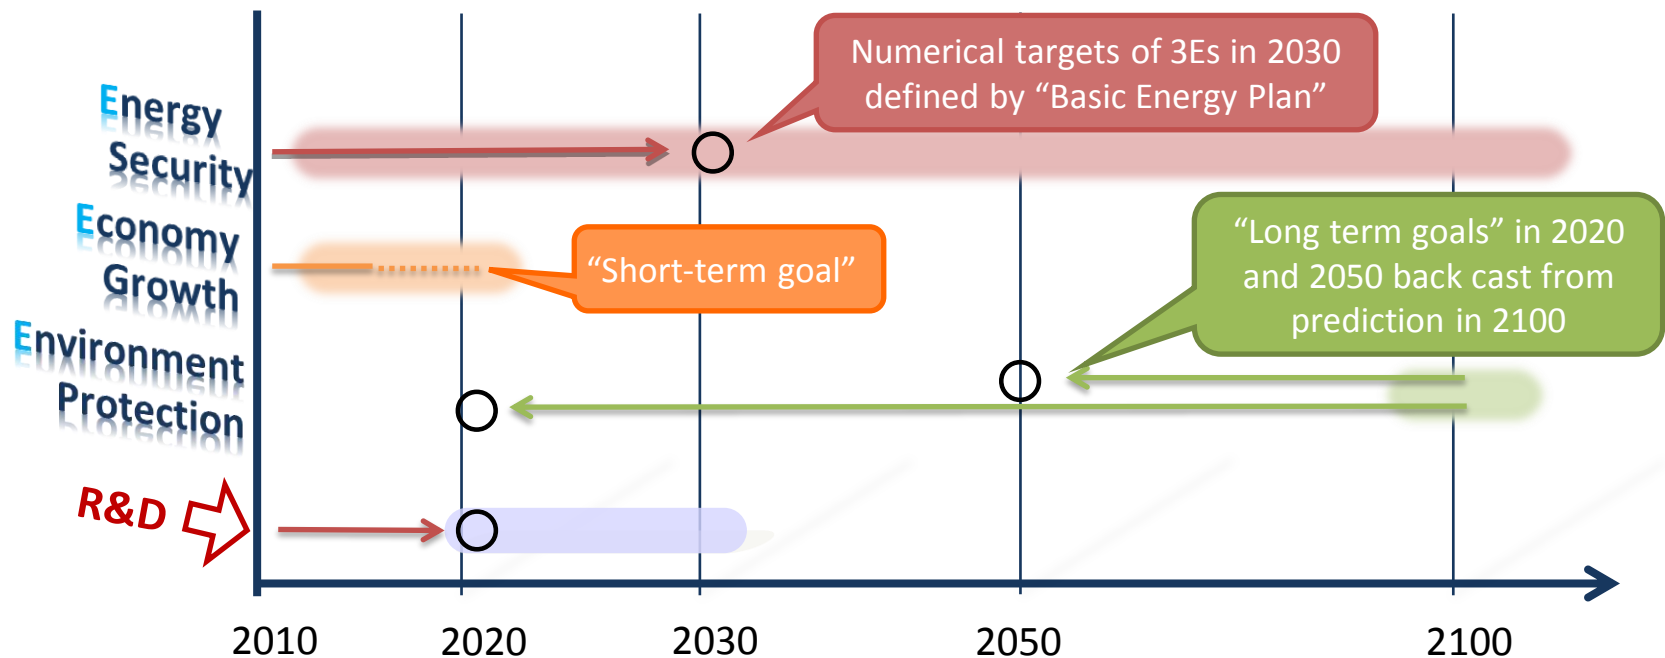 Numerical targets of 3Es in 2030
defined by “Basic Energy Plan”
Energy
Security
Economy
Growth
“Short-term goal”
“Long term goals” in 2020
and 2050 back cast from
prediction in 2100
Environment
Protection
R&D
2010
2020
2030
2050
2100